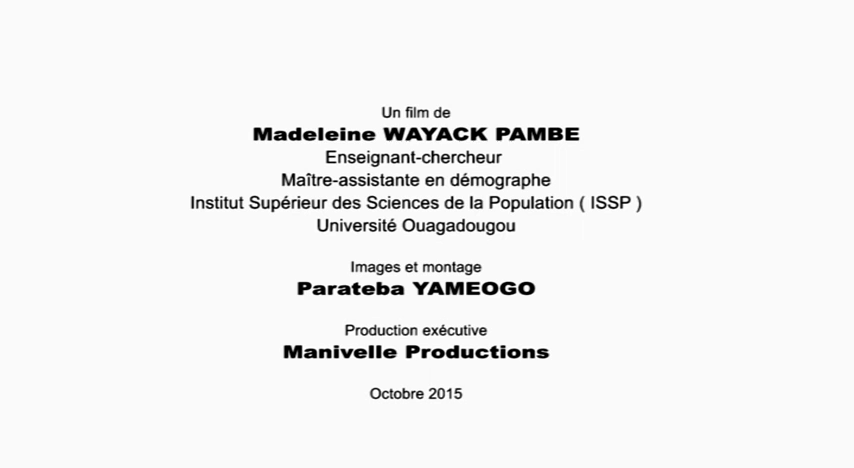 Un film de
Madeleine WAYACK PAMBE
Enseignant-chercheur
Maître-assistante en démographe
Institut Supérieur des Sciences de la Population ( ISSP )
Université Ouagadougou
Images et montage
Parateba YAMEOGO
Production exécutive
Manivelle Productions
Octobre 2015